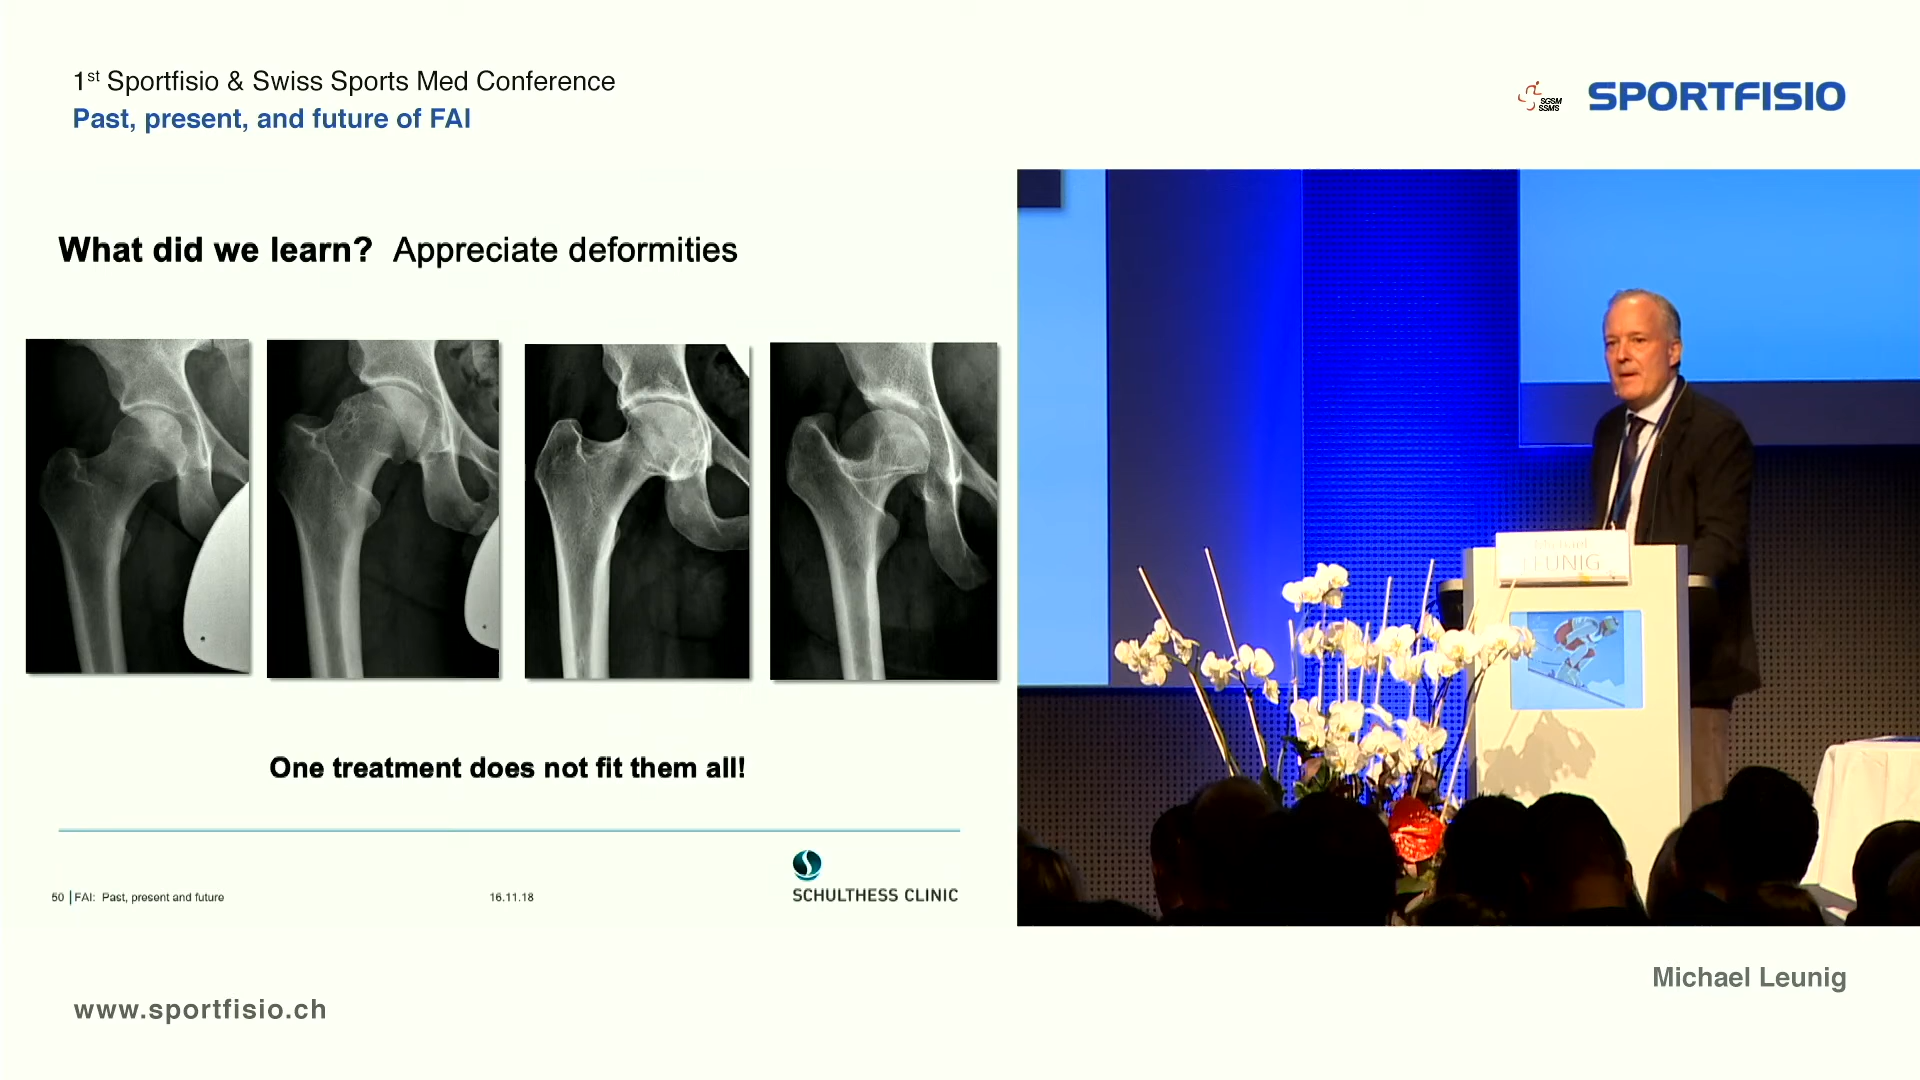 1st Sportfisio & Swiss Sports Med Conference
Past, present, and future of FAI
SGSM
SSMS
SPORTFISIO
What did we learn? Appreciate deformities
One treatment does not fit them all!
50 | FAI: Past, present and future
16.11.18
SCHULTHESS CLINIC
Michael
LEUNIG
Michael Leunig
www.sportfisio.ch